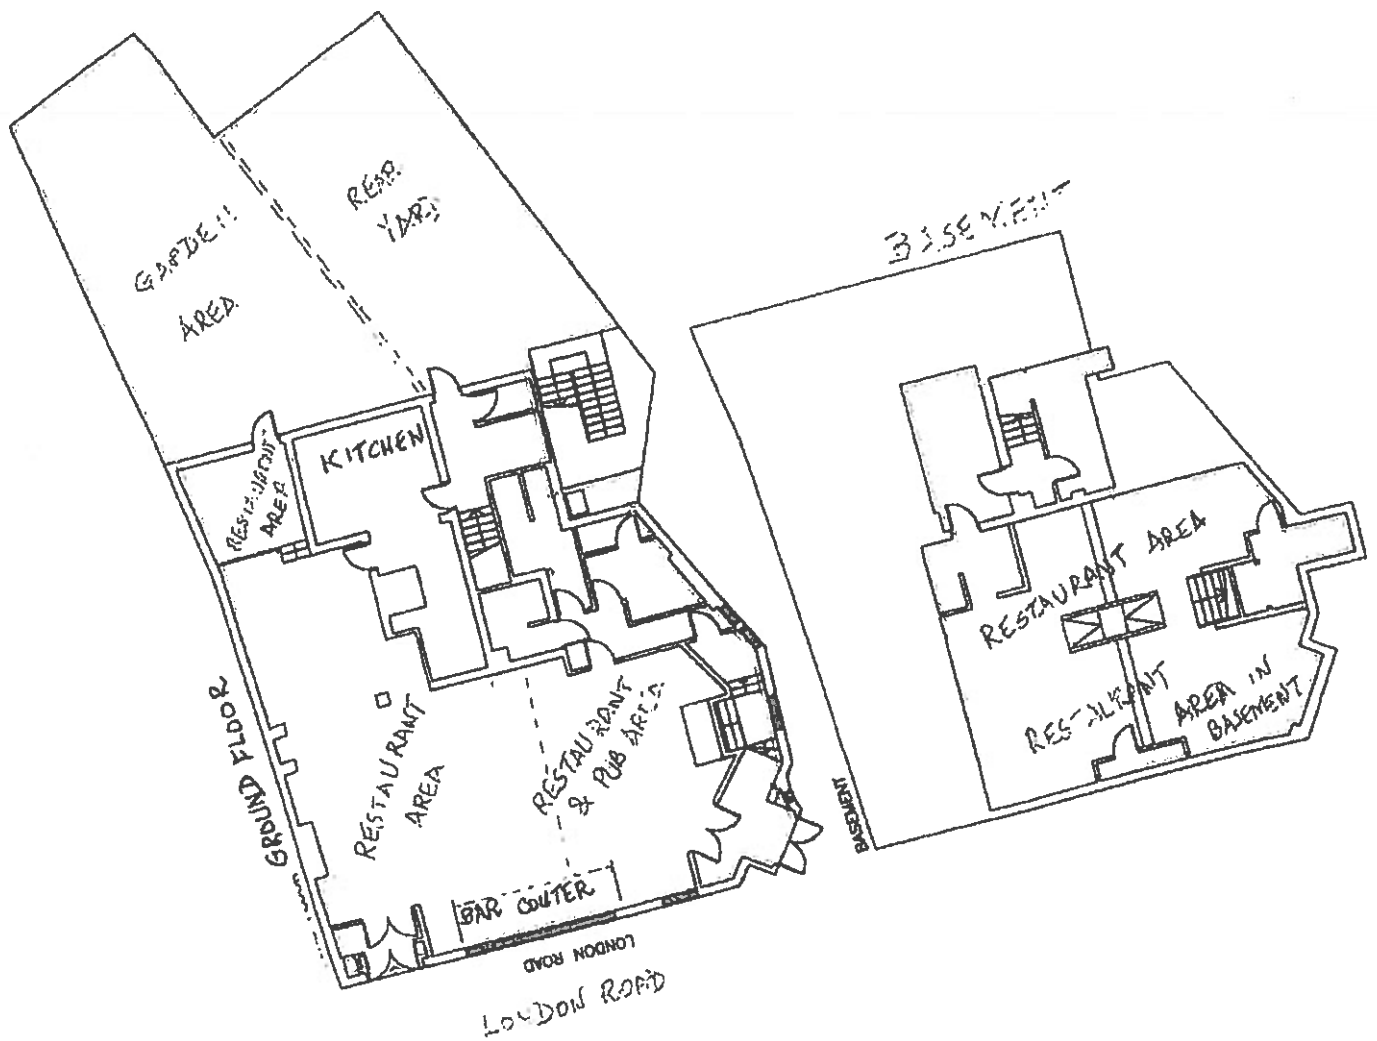 REAR
YARD
GARDEN
AREA
BASEMENT
KITCHEN
RESTAURANT
AREA
GROUND FLOOR
RESTAURANT
AREA
RESTAURANT
& PUB AREA
BAR COUTER
LONDON ROAD
LONDON ROAD
RESTAURANT AREA
RESTAURANT
AREA IN
BASEMENT
BASEMENT